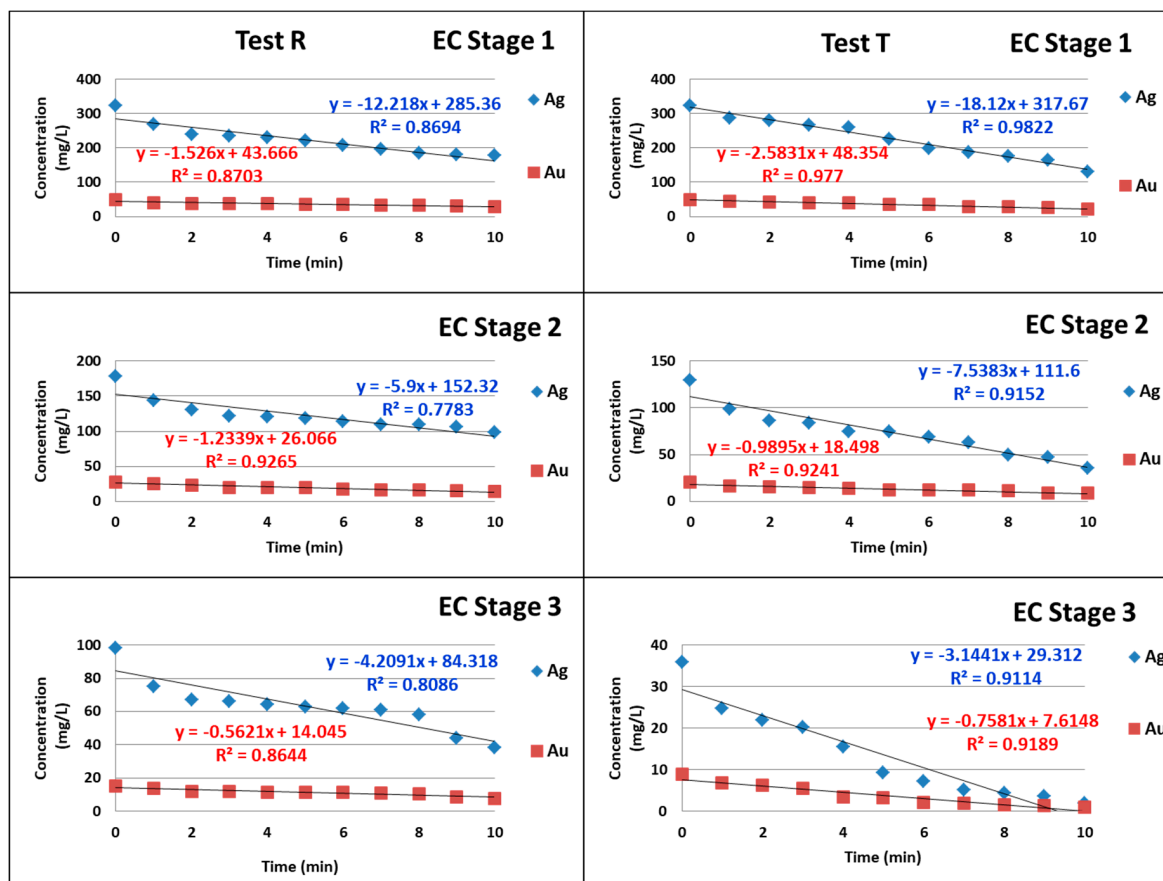 Test R
EC Stage 1
400
300
200
100
0
Concentration
(mg/L)
y = -12.218x + 285.36
R² = 0.8694
y = -1.526x + 43.666
R² = 0.8703
Ag
Au
0 2 4 6 8 10
Time (min)
Test T
EC Stage 1
400
300
200
100
0
Concentration
(mg/L)
y = -18.12x + 317.67
R² = 0.9822
y = -2.5831x + 48.354
R² = 0.977
Ag
Au
0 2 4 6 8 10
Time (min)
EC Stage 2
200
150
100
50
0
Concentration
(mg/L)
y = -5.9x + 152.32
R² = 0.7783
y = -1.2339x + 26.066
R² = 0.9265
Ag
Au
0 2 4 6 8 10
Time (min)
EC Stage 2
150
100
50
0
Concentration
(mg/L)
y = -7.5383x + 111.6
R² = 0.9152
y = -0.9895x + 18.498
R² = 0.9241
Ag
Au
0 2 4 6 8 10
Time (min)
EC Stage 3
100
80
60
40
20
0
Concentration
(mg/L)
y = -4.2091x + 84.318
R² = 0.8086
y = -0.5621x + 14.045
R² = 0.8644
Ag
Au
0 2 4 6 8 10
Time (min)
EC Stage 3
40
30
20
10
0
Concentration
(mg/L)
y = -3.1441x + 29.312
R² = 0.9114
y = -0.7581x + 7.6148
R² = 0.9189
Ag
Au
0 2 4 6 8 10
Time (min)